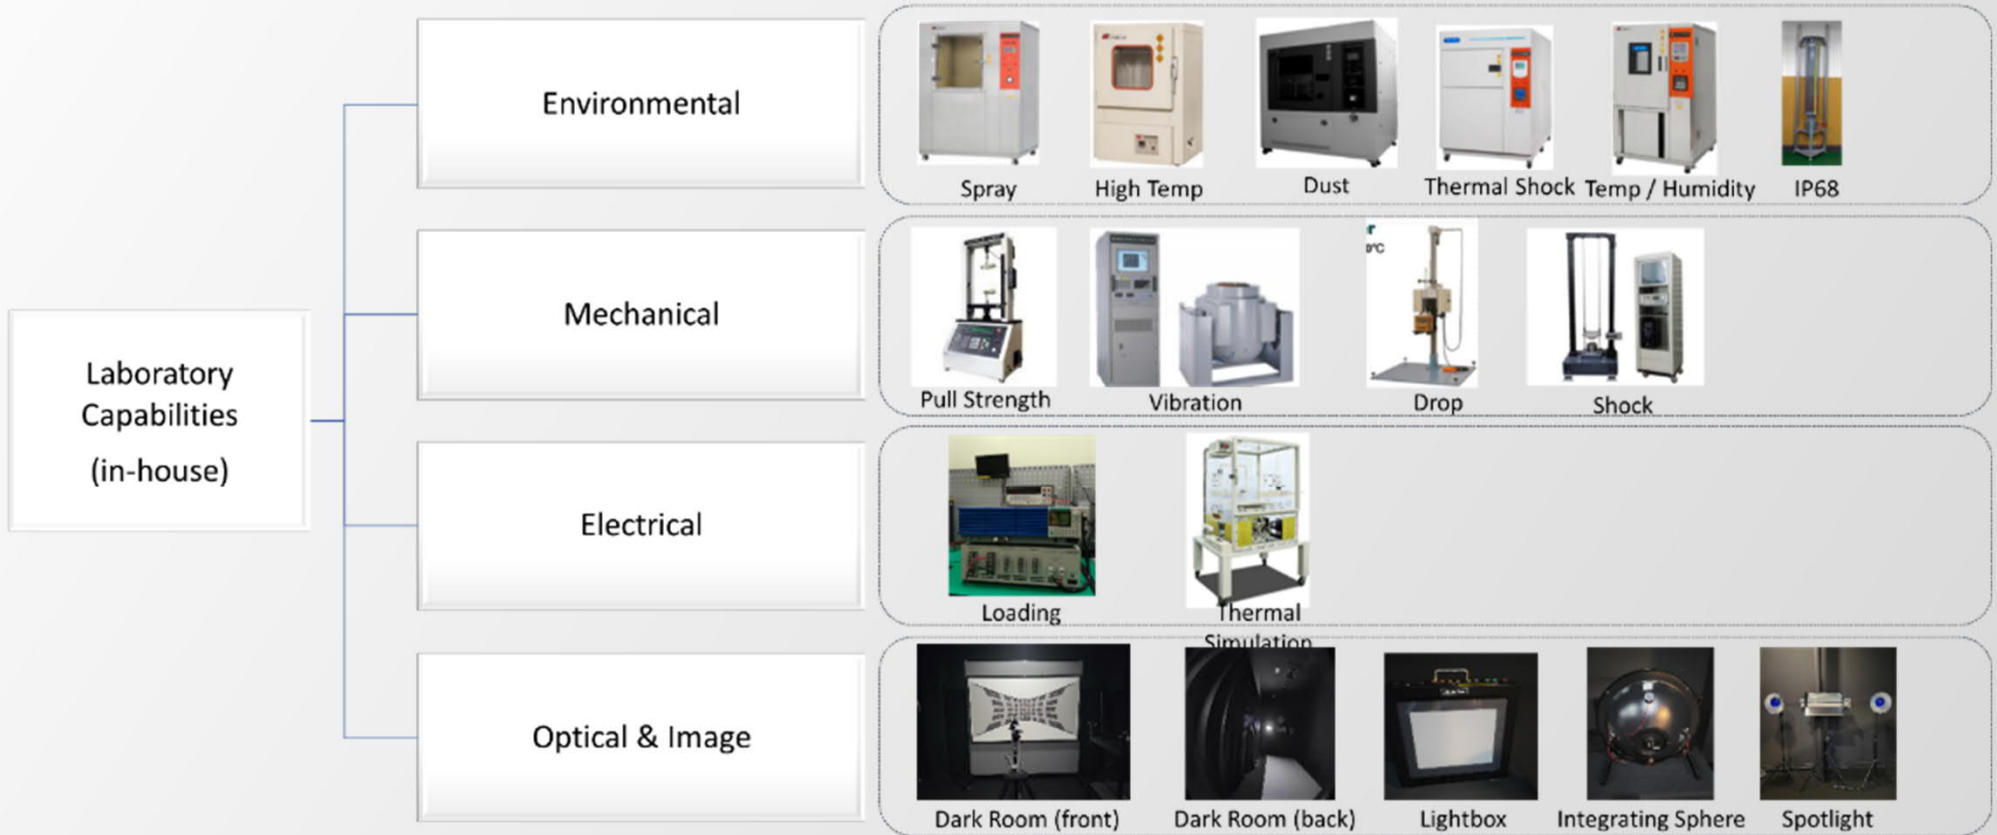 Laboratory
Capabilities
(in-house)
Environmental
Spray
High Temp
Dust
Thermal Shock
Temp / Humidity
IP68
Mechanical
Pull Strength
Vibration
Drop
Shock
Electrical
Loading
Thermal
Simulation
Optical & Image
Dark Room (front)
Dark Room (back)
Lightbox
Integrating Sphere
Spotlight